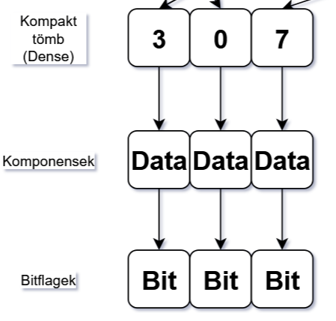 Kompakt
tömb
(Dense)
3 0 7
Komponensek
Data Data Data
Bitflagek
Bit Bit Bit